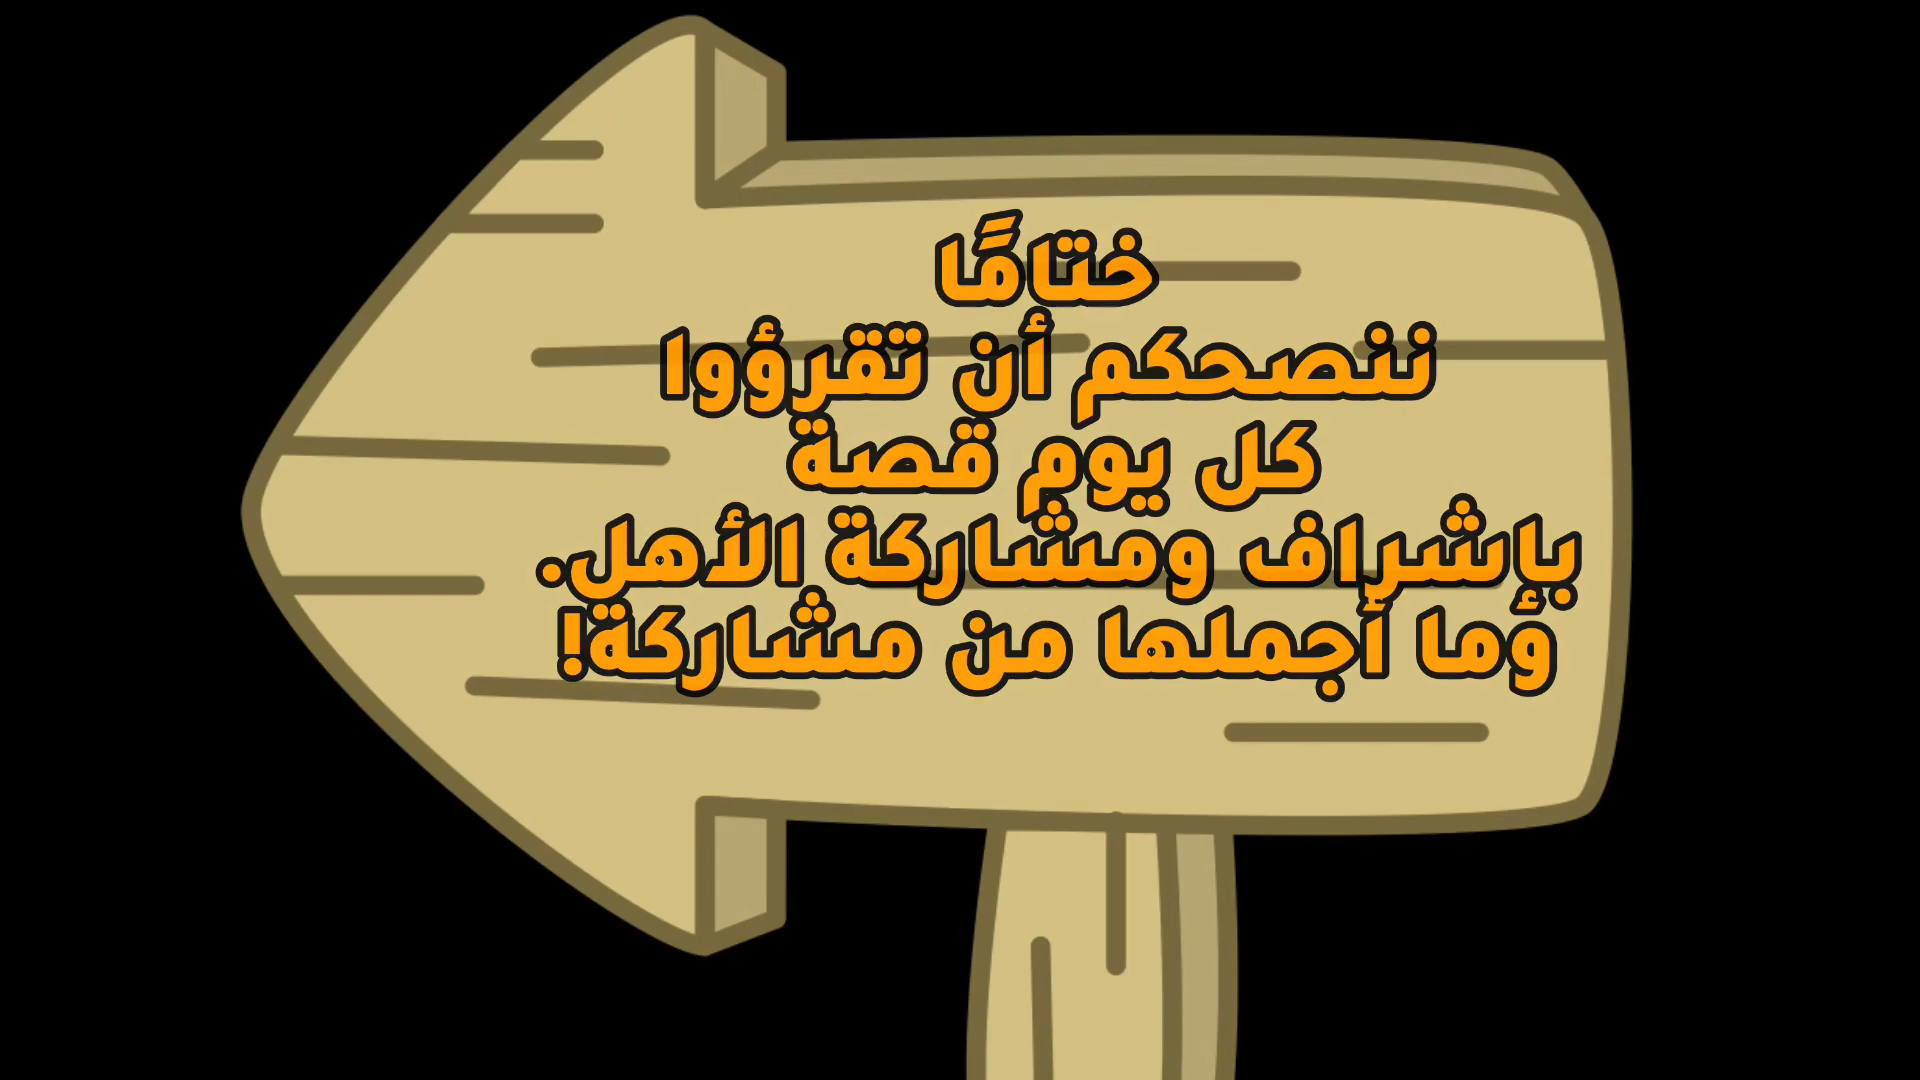 ختامًا
ننصحكم أن تقرؤوا
كل يوم قصة
بإشراف ومشاركة الأهل.
وما أجملها من مشاركة!